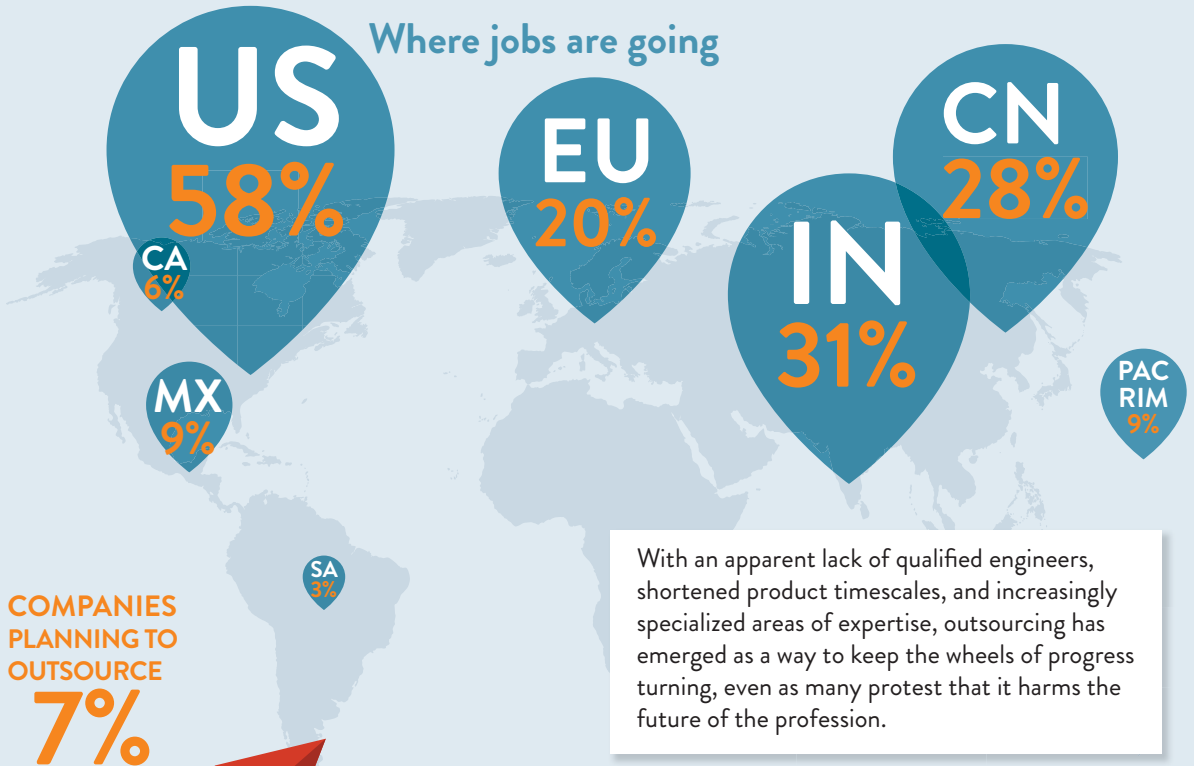 Where jobs are going
US
58%
EU
20%
CN
28%
IN
31%
CA
6%
MX
9%
PAC
RIM
9%
SA
3%
COMPANIES
PLANNING TO
OUTSOURCE
7%
With an apparent lack of qualified engineers,
shortened product timescales, and increasingly
specialized areas of expertise, outsourcing has
emerged as a way to keep the wheels of progress
turning, even as many protest that it harms the
future of the profession.